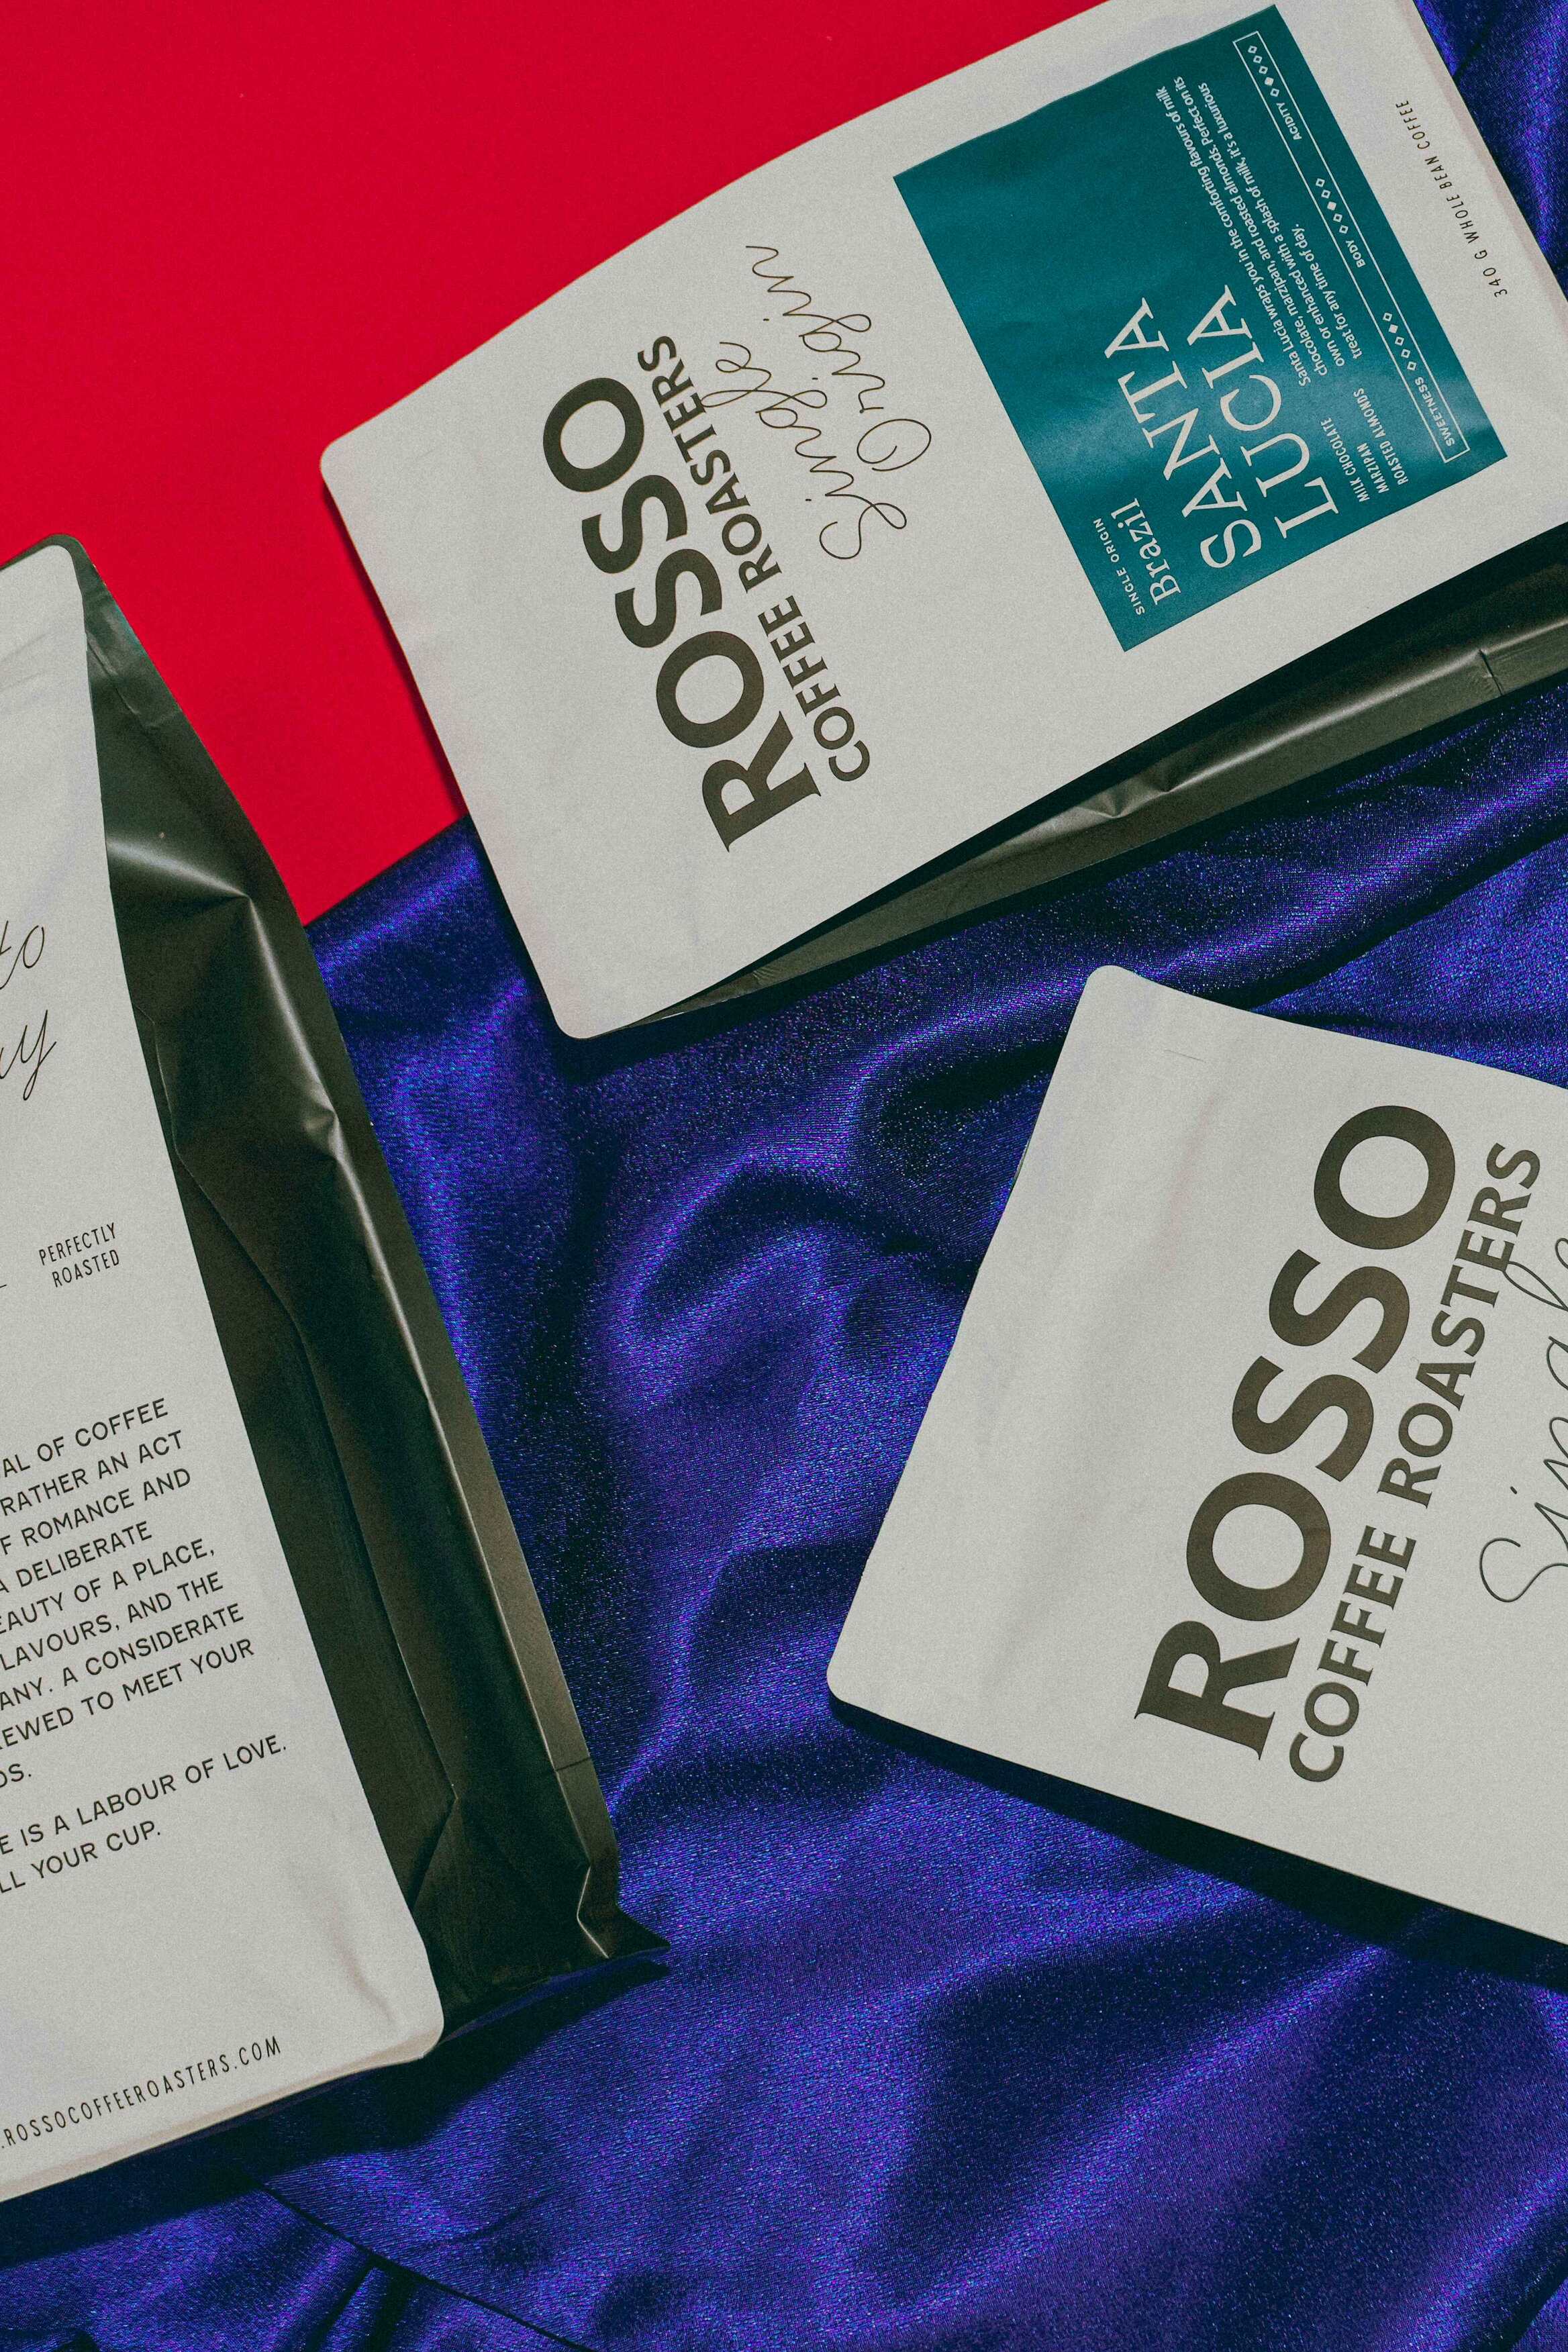 ROSSO
COFFEE ROASTERS
Single
Origin
SINGLE ORIGIN
Brazil
SANTA
LUCIA
MILK CHOCOLATE
MARZIPAN
ROASTED ALMONDS
Santa Lucia wraps you in the comforting flavours of milk
chocolate, marzipan, and roasted almonds. Perfect on its
own or enhanced with a splash of milk, it's a luxurious
treat for any time of day.
SWEETNESS BODY ACIDITY
340 G WHOLE BEAN COFFEE
to
PERFECTLY
ROASTED
AL OF COFFEE
RATHER AN ACT
F ROMANCE AND
A DELIBERATE
EAUTY OF A PLACE,
LAVOURS, AND THE
ANY. A CONSIDERATE
EWED TO MEET YOUR
DS.
E IS A LABOUR OF LOVE.
LL YOUR CUP.
.ROSSOCOFFEEROASTERS.COM
ROSSO
COFFEE ROASTERS
Single